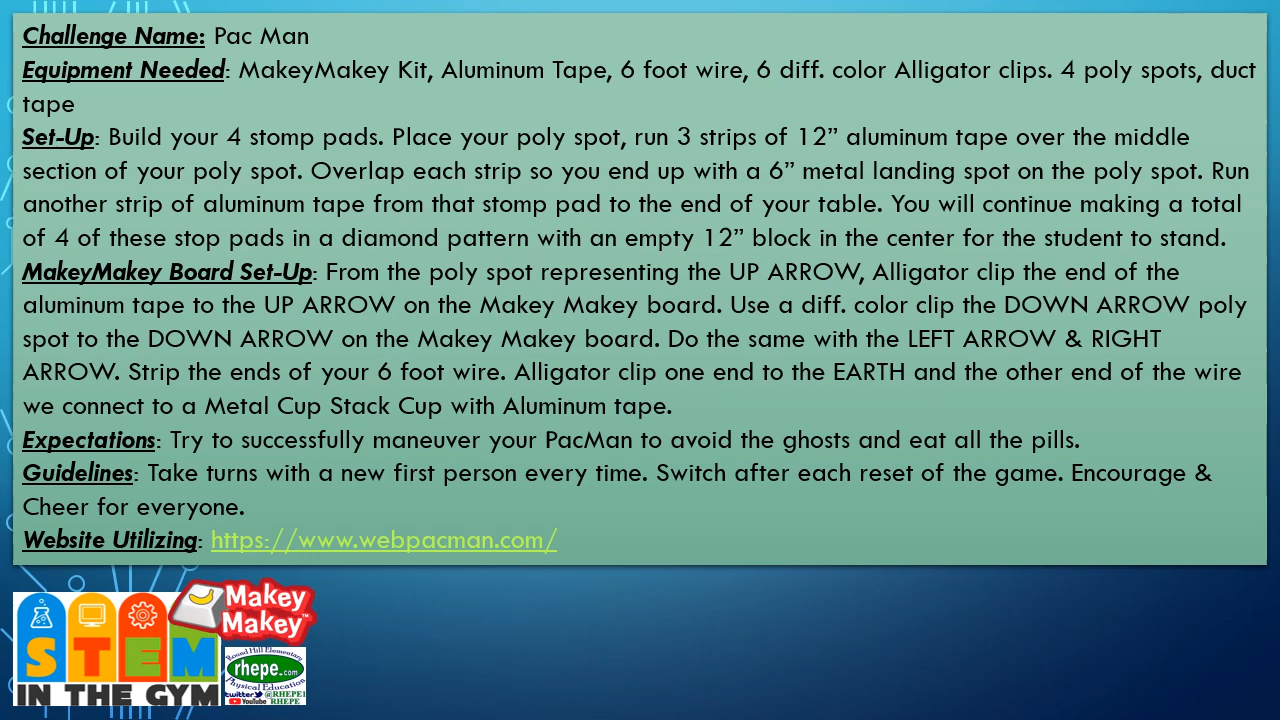 Challenge Name: Pac Man
Equipment Needed: MakeyMakey Kit, Aluminum Tape, 6 foot wire, 6 diff. color Alligator clips. 4 poly spots, duct
tape
Set-Up: Build your 4 stomp pads. Place your poly spot, run 3 strips of 12” aluminum tape over the middle
section of your poly spot. Overlap each strip so you end up with a 6” metal landing spot on the poly spot. Run
another strip of aluminum tape from that stomp pad to the end of your table. You will continue making a total
of 4 of these stop pads in a diamond pattern with an empty 12” block in the center for the student to stand.
MakeyMakey Board Set-Up: From the poly spot representing the UP ARROW, Alligator clip the end of the
aluminum tape to the UP ARROW on the Makey Makey board. Use a diff. color clip the DOWN ARROW poly
spot to the DOWN ARROW on the Makey Makey board. Do the same with the LEFT ARROW & RIGHT
ARROW. Strip the ends of your 6 foot wire. Alligator clip one end to the EARTH and the other end of the wire
we connect to a Metal Cup Stack Cup with Aluminum tape.
Expectations: Try to successfully maneuver your PacMan to avoid the ghosts and eat all the pills.
Guidelines: Take turns with a new first person every time. Switch after each reset of the game. Encourage &
Cheer for everyone.
Website Utilizing: https://www.webpacman.com/
STEM
IN THE GYM
Makey
Makey™
Round Hill Elementary
rhepe.com
Physical Education
twitter @RHEPE1
YouTube RHEPE